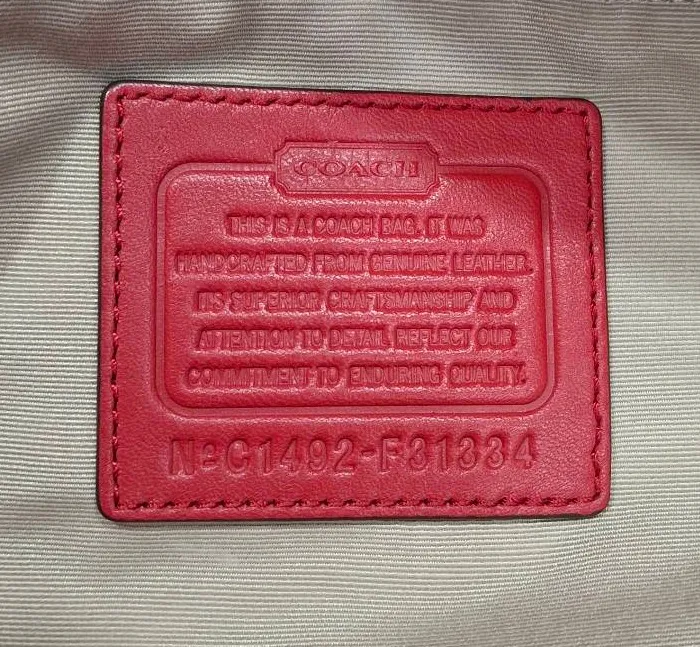 COACH
THIS IS A COACH BAG. IT WAS
HANDCRAFTED FROM GENUINE LEATHER.
ITS SUPERIOR CRAFTSMANSHIP AND
ATTENTION TO DETAIL REFLECT OUR
COMMITMENT TO ENDURING QUALITY.
Nº C1492-F31334